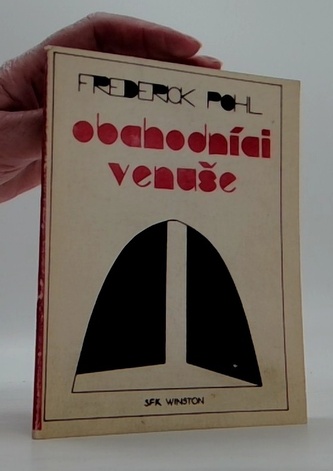 FREDERICK POHL
obchodníci
venuše
SFK WINSTON